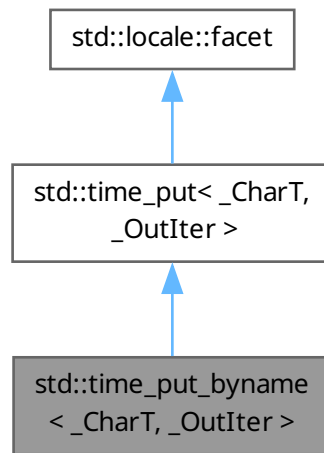 std::locale::facet
std::time_put< _CharT,
_OutIter >
std::time_put_byname
< _CharT, _OutIter >